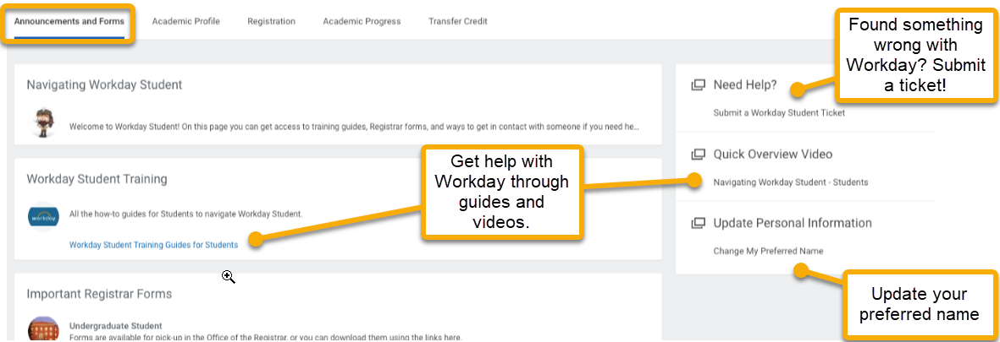 Announcements and Forms
Academic Profile
Registration
Academic Progress
Transfer Credit
Navigating Workday Student
Welcome to Workday Student! On this page you can get access to training guides, Registrar forms, and ways to get in contact with someone if you need he...
Workday Student Training
workday
All the how-to guides for Students to navigate Workday Student.
Workday Student Training Guides for Students
Important Registrar Forms
Undergraduate Student
Forms are available for pick-up in the Office of the Registrar, or you can download them using the links here.
Get help with
Workday through
guides and
videos.
Found something
wrong with
Workday? Submit
a ticket!
Need Help?
Submit a Workday Student Ticket
Quick Overview Video
Navigating Workday Student - Students
Update Personal Information
Change My Preferred Name
Update your
preferred name